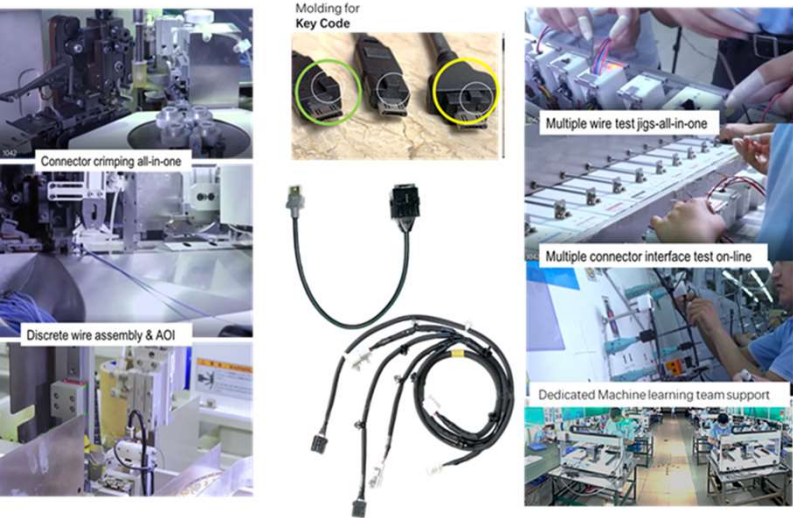 Molding for
Key Code
1042
Connector crimping all-in-one
Discrete wire assembly & AOI
Multiple wire test jigs-all-in-one
Multiple connector interface test on-line
Dedicated Machine learning team support